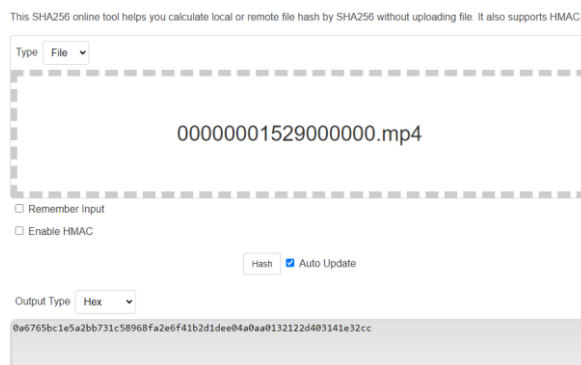 This SHA256 online tool helps you calculate local or remote file hash by SHA256 without uploading file. It also supports HMAC
Type File
00000001529000000.mp4
Remember Input
Enable HMAC
Hash Auto Update
Output Type Hex
0a6765bc1e5a2bb731c58968fa2e6f41b2d1dee04a0aa0132122d403141e32cc